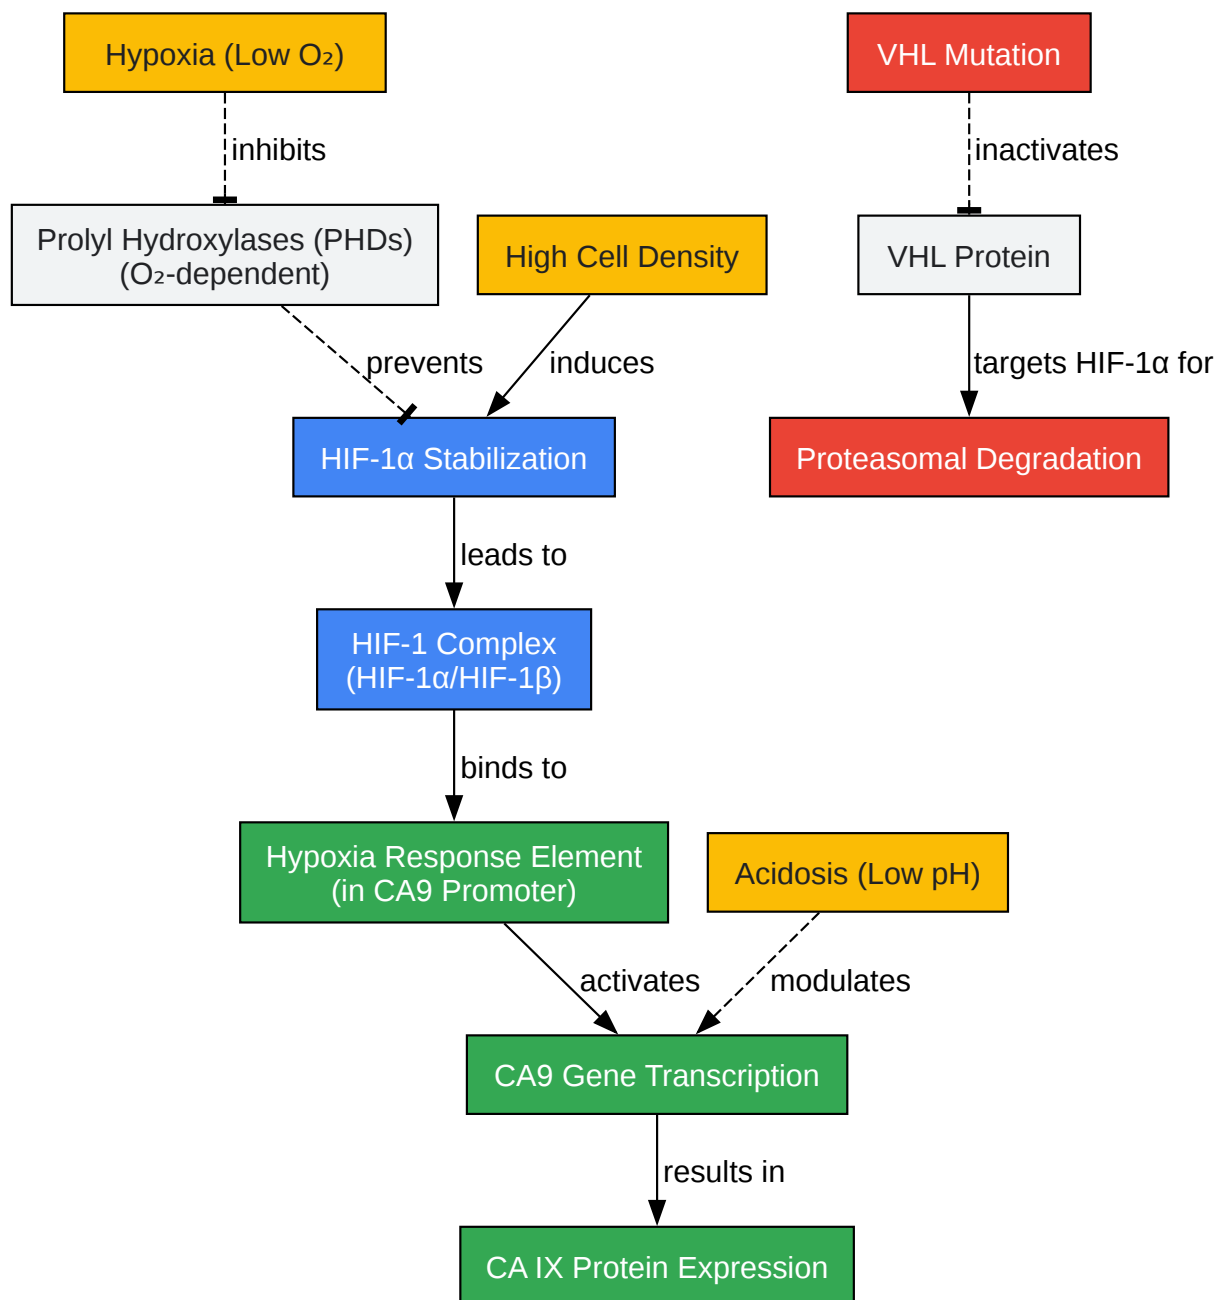 Hypoxia (Low O₂)
VHL Mutation
inhibits
inactivates
Prolyl Hydroxylases (PHDs)
(O₂-dependent)
High Cell Density
VHL Protein
prevents
induces
targets HIF-1α for
HIF-1α Stabilization
Proteasomal Degradation
leads to
HIF-1 Complex
(HIF-1α/HIF-1β)
binds to
Hypoxia Response Element
(in CA9 Promoter)
Acidosis (Low pH)
activates
modulates
CA9 Gene Transcription
results in
CA IX Protein Expression